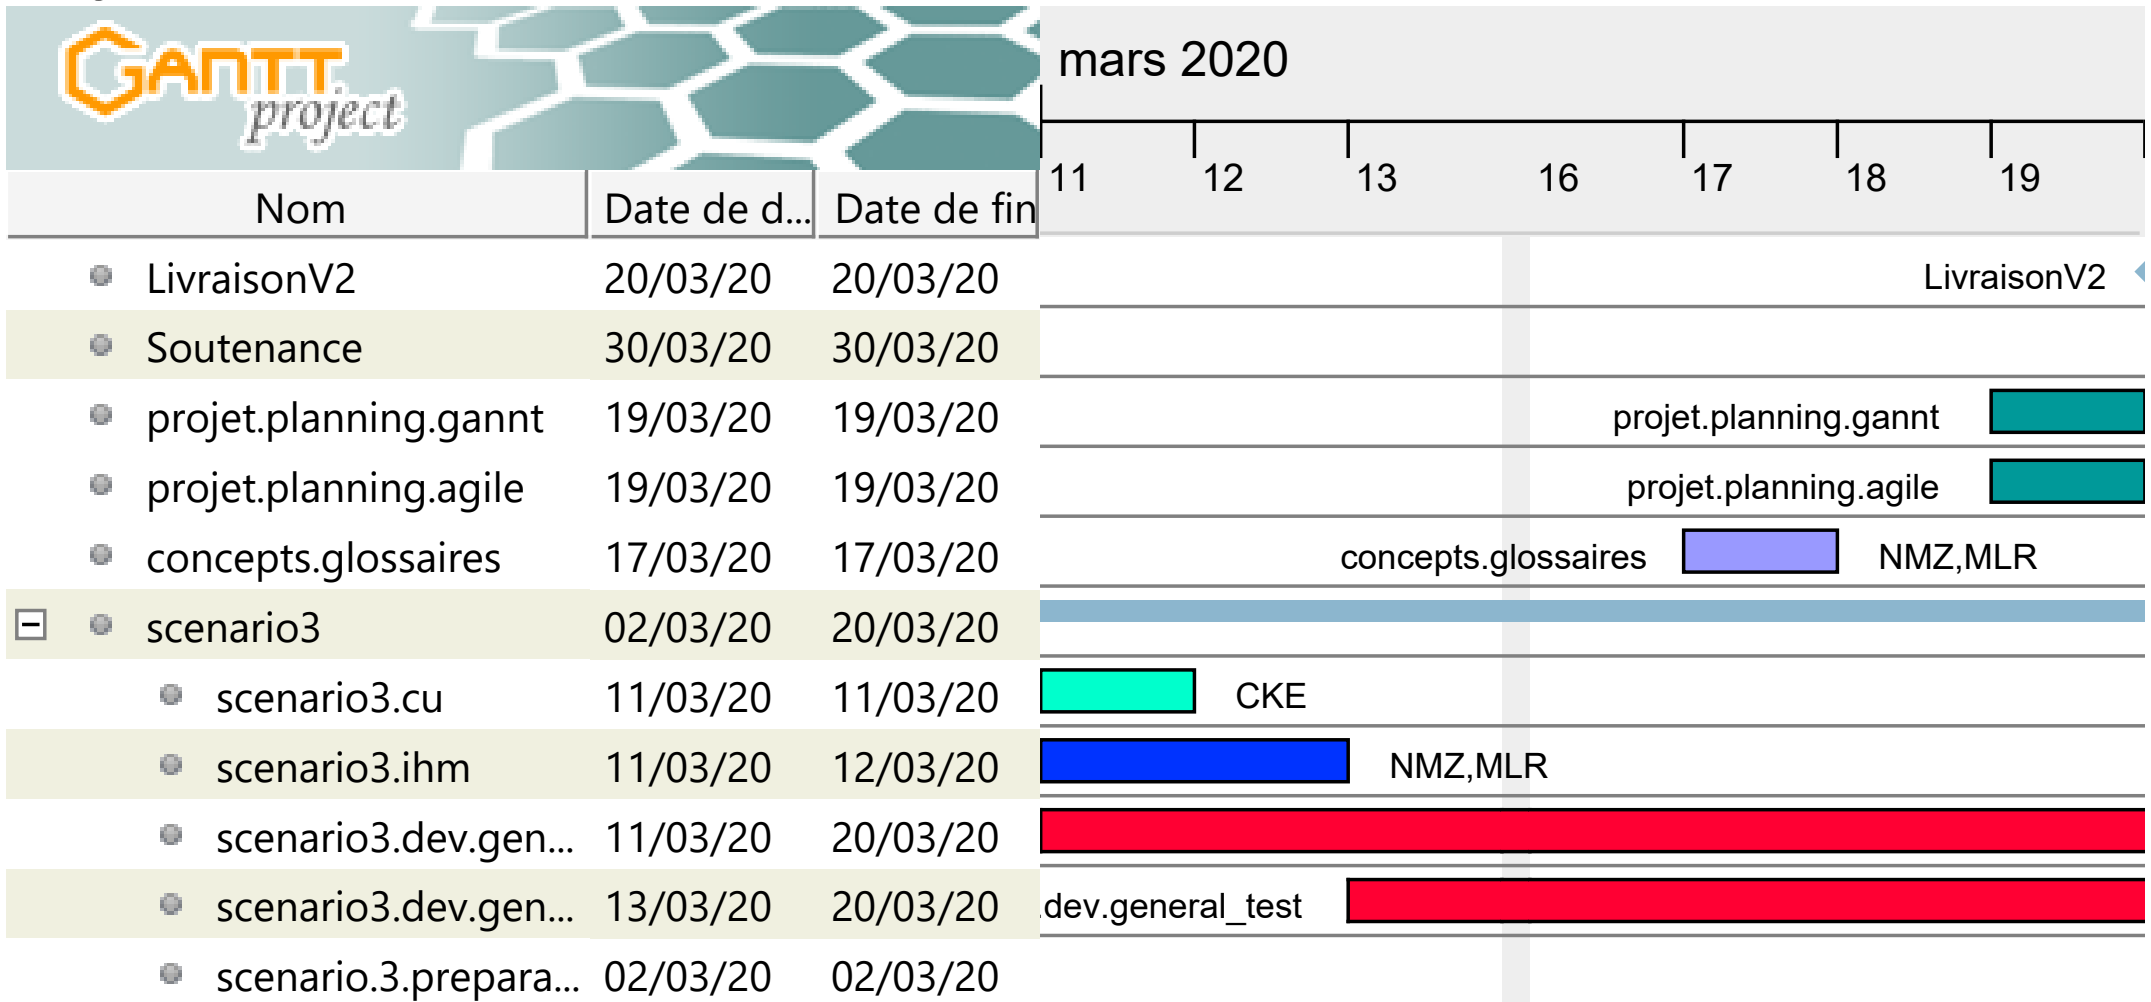 GANTT
project
mars 2020
11 12 13 16 17 18 19
Nom Date de d... Date de fin
LivraisonV2 20/03/20 20/03/20 LivraisonV2
Soutenance 30/03/20 30/03/20
projet.planning.gannt 19/03/20 19/03/20 projet.planning.gannt
projet.planning.agile 19/03/20 19/03/20 projet.planning.agile
concepts.glossaires 17/03/20 17/03/20 concepts.glossaires NMZ,MLR
scenario3 02/03/20 20/03/20
scenario3.cu 11/03/20 11/03/20 CKE
scenario3.ihm 11/03/20 12/03/20 NMZ,MLR
scenario3.dev.gen... 11/03/20 20/03/20
scenario3.dev.gen... 13/03/20 20/03/20 .dev.general_test
scenario.3.prepara... 02/03/20 02/03/20